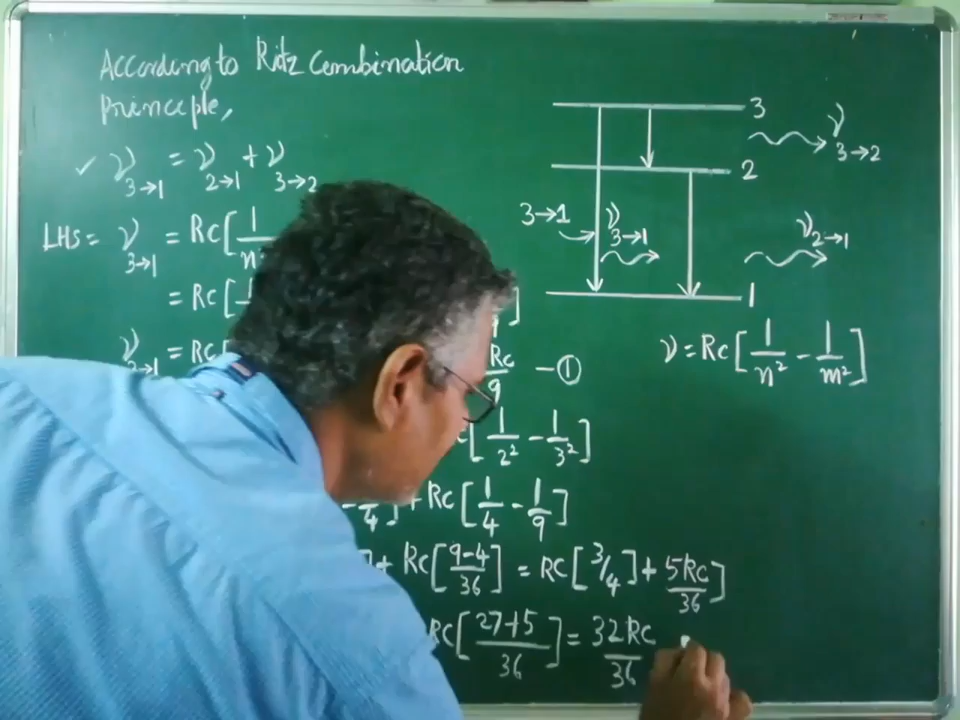 According to Ritz Combination
Principle,
✓ ν3→1 = ν2→1 + ν3→2
LHS = ν3→1 = Rc[1/n
= Rc[
ν3→1 = Rc
9]
Rc/9 - ①
[1/2² - 1/3²]
4] + Rc[1/4 - 1/9]
] + Rc[9-4/36] = Rc[3/4] + 5Rc/36]
Rc[27+5/36] = 32Rc/36
3
ν3→2
2
3→1
ν3→1
ν2→1
1
ν = Rc[1/n² - 1/m²]